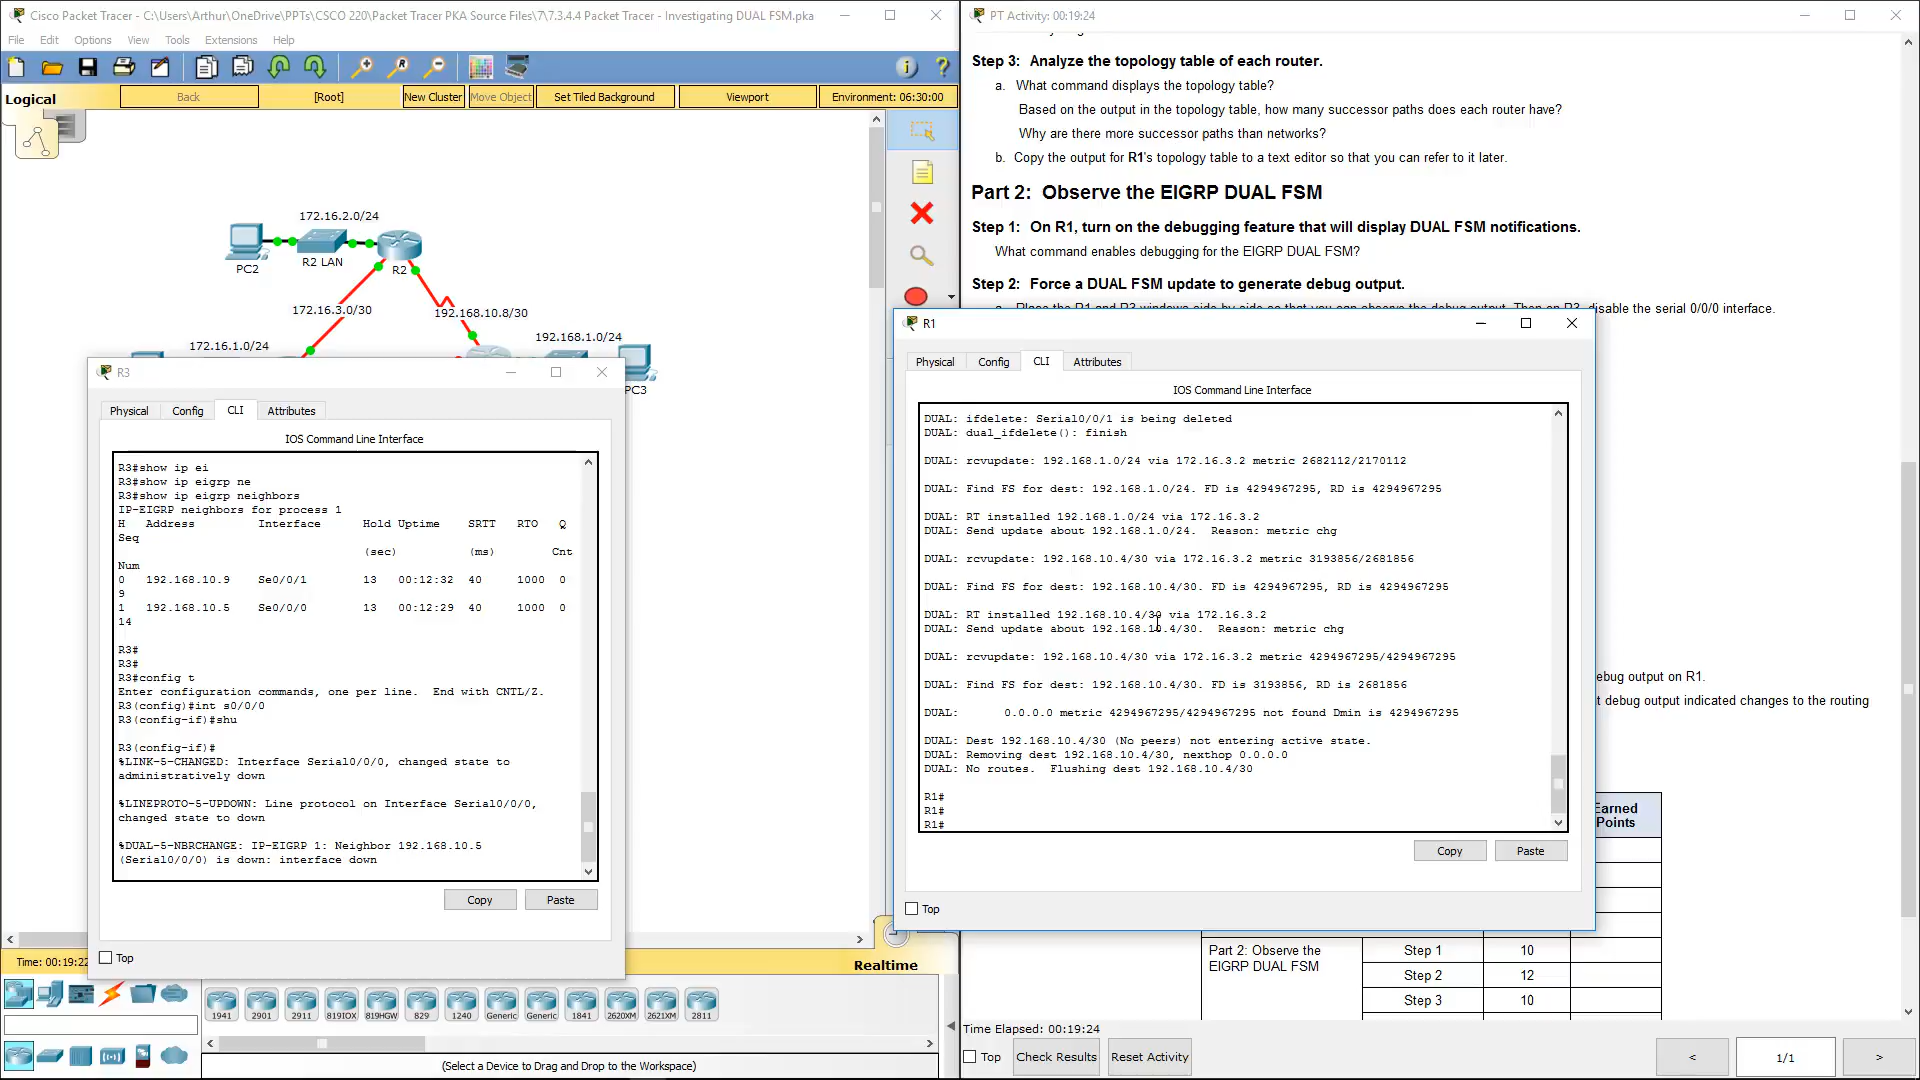 Cisco Packet Tracer - C:\Users\Arthur\OneDrive\PPTs\CSCO 220\Packet Tracer PKA Source Files\7\7.3.4.4 Packet Tracer - Investigating DUAL FSM.pka
File Edit Options View Tools Extensions Help
Logical
Back
[Root]
New Cluster
Move Object
Set Tiled Background
Viewport
Environment: 06:30:00
172.16.2.0/24
PC2
R2 LAN
R2
172.16.3.0/30
192.168.10.8/30
172.16.1.0/24
192.168.1.0/24
PC3
R3
Physical Config CLI Attributes
IOS Command Line Interface
R3#show ip ei
R3#show ip eigrp ne
R3#show ip eigrp neighbors
IP-EIGRP neighbors for process 1
H Address Interface Hold Uptime SRTT RTO Q
Seq
(sec) (ms) Cnt
Num
0 192.168.10.9 Se0/0/1 13 00:12:32 40 1000 0
9
1 192.168.10.5 Se0/0/0 13 00:12:29 40 1000 0
14
R3#
R3#
R3#config t
Enter configuration commands, one per line. End with CNTL/Z.
R3(config)#int s0/0/0
R3(config-if)#shu
R3(config-if)#
%LINK-5-CHANGED: Interface Serial0/0/0, changed state to
administratively down
%LINEPROTO-5-UPDOWN: Line protocol on Interface Serial0/0/0,
changed state to down
%DUAL-5-NBRCHANGE: IP-EIGRP 1: Neighbor 192.168.10.5
(Serial0/0/0) is down: interface down
Copy Paste
Top
Time: 00:19:22
Realtime
1941 2901 2911 819IOX 819HGW 829 1240 Generic Generic 1841 2620XM 2621XM 2811
(Select a Device to Drag and Drop to the Workspace)
PT Activity: 00:19:24
Step 3: Analyze the topology table of each router.
a. What command displays the topology table?
Based on the output in the topology table, how many successor paths does each router have?
Why are there more successor paths than networks?
b. Copy the output for R1's topology table to a text editor so that you can refer to it later.
Part 2: Observe the EIGRP DUAL FSM
Step 1: On R1, turn on the debugging feature that will display DUAL FSM notifications.
What command enables debugging for the EIGRP DUAL FSM?
Step 2: Force a DUAL FSM update to generate debug output.
a. Place the R1 and R3 windows side by side so that you can observe the debug output. Then on R3, disable the serial 0/0/0 interface.
R1
Physical Config CLI Attributes
IOS Command Line Interface
DUAL: ifdelete: Serial0/0/1 is being deleted
DUAL: dual_ifdelete(): finish
DUAL: rcvupdate: 192.168.1.0/24 via 172.16.3.2 metric 2682112/2170112
DUAL: Find FS for dest: 192.168.1.0/24. FD is 4294967295, RD is 4294967295
DUAL: RT installed 192.168.1.0/24 via 172.16.3.2
DUAL: Send update about 192.168.1.0/24. Reason: metric chg
DUAL: rcvupdate: 192.168.10.4/30 via 172.16.3.2 metric 3193856/2681856
DUAL: Find FS for dest: 192.168.10.4/30. FD is 4294967295, RD is 4294967295
DUAL: RT installed 192.168.10.4/30 via 172.16.3.2
DUAL: Send update about 192.168.10.4/30. Reason: metric chg
DUAL: rcvupdate: 192.168.10.4/30 via 172.16.3.2 metric 4294967295/4294967295
DUAL: Find FS for dest: 192.168.10.4/30. FD is 3193856, RD is 2681856
DUAL: 0.0.0.0 metric 4294967295/4294967295 not found Dmin is 4294967295
DUAL: Dest 192.168.10.4/30 (No peers) not entering active state.
DUAL: Removing dest 192.168.10.4/30, nexthop 0.0.0.0
DUAL: No routes. Flushing dest 192.168.10.4/30
R1#
R1#
R1#
Copy Paste
Top
ebug output on R1.
t debug output indicated changes to the routing
Earned
Points
Part 2: Observe the
EIGRP DUAL FSM
Step 1 10
Step 2 12
Step 3 10
Time Elapsed: 00:19:24
Top
Check Results
Reset Activity
<
1/1
>